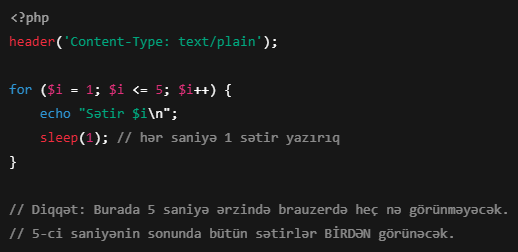 <?php
header('Content-Type: text/plain');

for ($i = 1; $i <= 5; $i++) {
    echo "Sətir $i\n";
    sleep(1); // hər saniyə 1 sətir yazırıq
}

// Diqqət: Burada 5 saniyə ərzində brauzerdə heç nə görünməyəcək.
// 5-ci saniyənin sonunda bütün sətirlər BİRDƏN görünəcək.